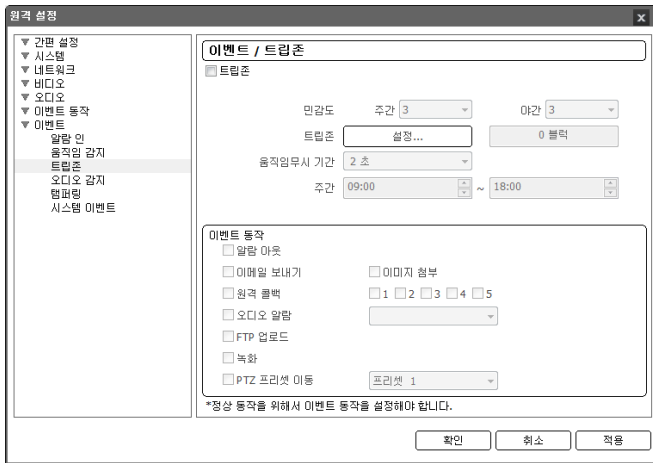 원격 설정
x
간편 설정
시스템
네트워크
비디오
오디오
이벤트 동작
이벤트
알람 인
움직임 감지
트립존
오디오 감지
탬퍼링
시스템 이벤트
이벤트 / 트립존
트립존
민감도 주간 3 야간 3
트립존 설정... 0 블럭
움직임무시 기간 2 초
주간 09:00 ~ 18:00
이벤트 동작
알람 아웃
이메일 보내기 이미지 첨부
원격 콜백 1 2 3 4 5
오디오 알람
FTP 업로드
녹화
PTZ 프리셋 이동 프리셋 1
*정상 동작을 위해서 이벤트 동작을 설정해야 합니다.
확인 취소 적용